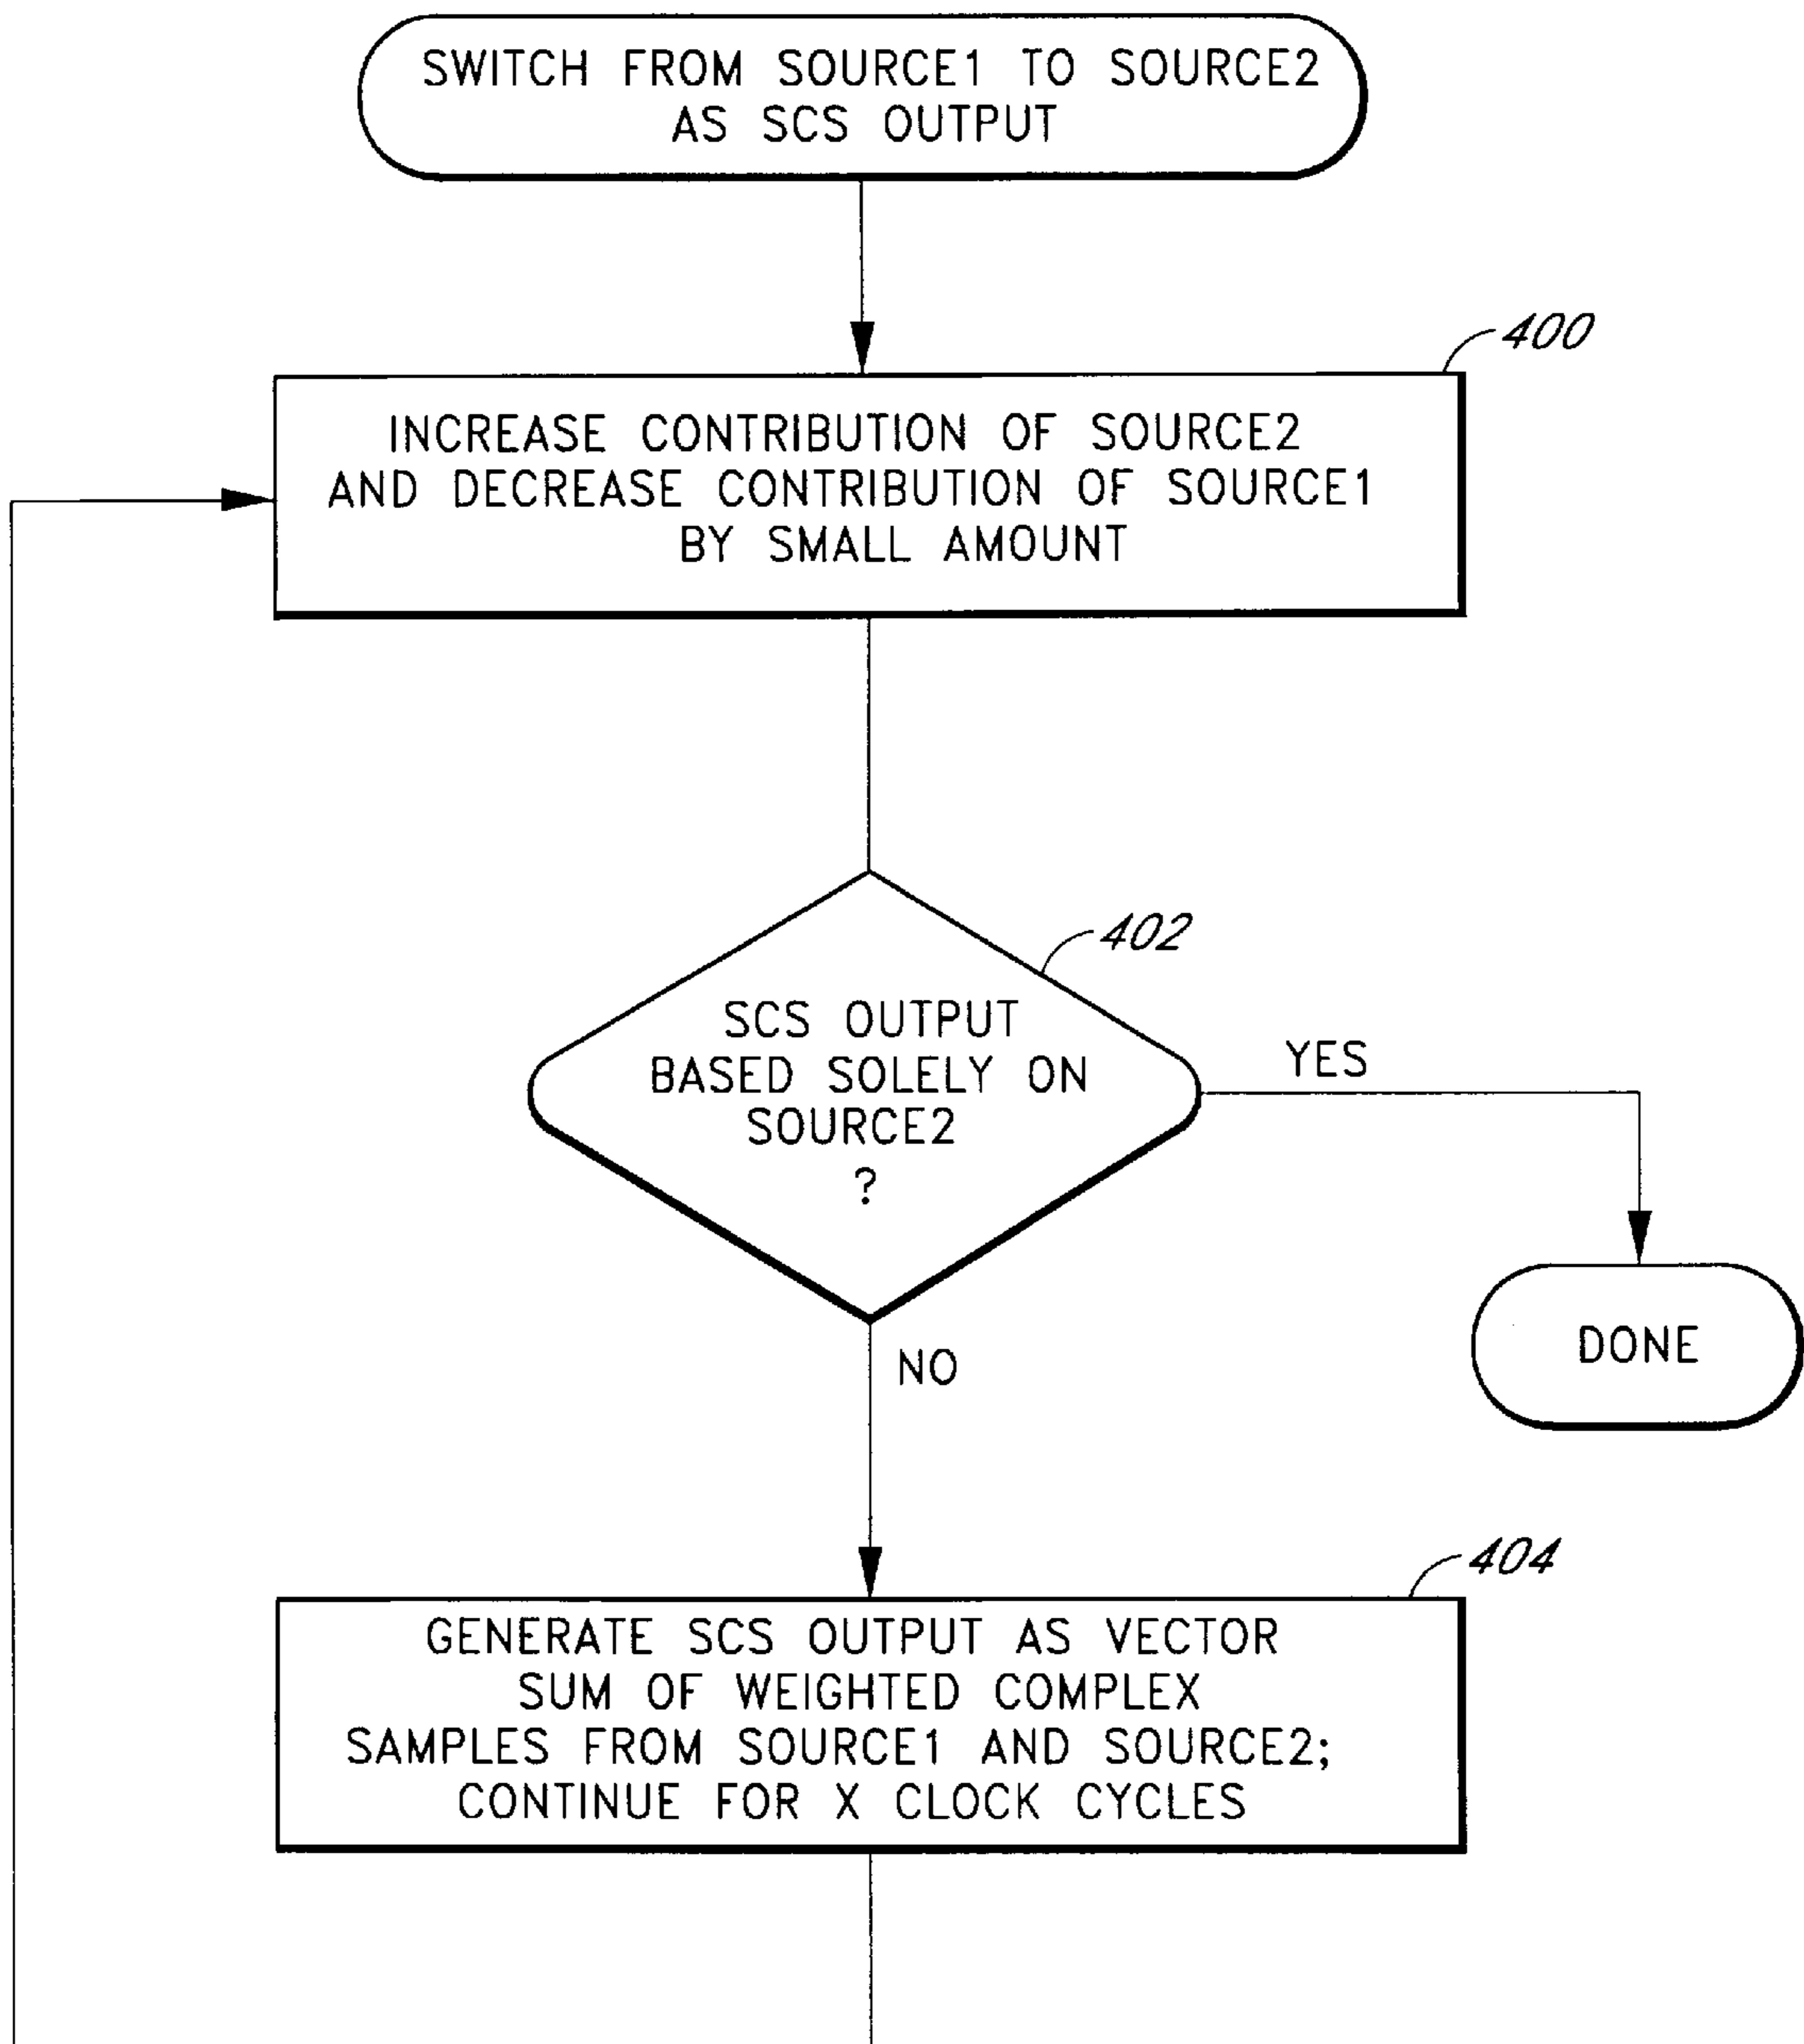 SWITCH FROM SOURCE1 TO SOURCE2
AS SCS OUTPUT
400
INCREASE CONTRIBUTION OF SOURCE2
AND DECREASE CONTRIBUTION OF SOURCE1
BY SMALL AMOUNT
402
SCS OUTPUT
BASED SOLELY ON
SOURCE2
?
YES
DONE
NO
404
GENERATE SCS OUTPUT AS VECTOR
SUM OF WEIGHTED COMPLEX
SAMPLES FROM SOURCE1 AND SOURCE2;
CONTINUE FOR X CLOCK CYCLES